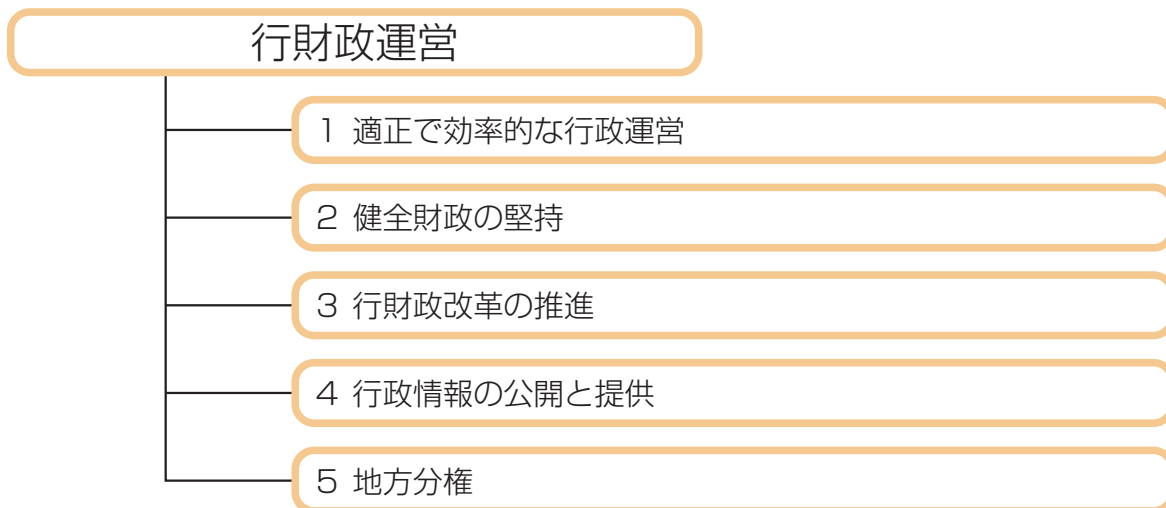 行財政運営
1 適正で効率的な行政運営
2 健全財政の堅持
3 行財政改革の推進
4 行政情報の公開と提供
5 地方分権